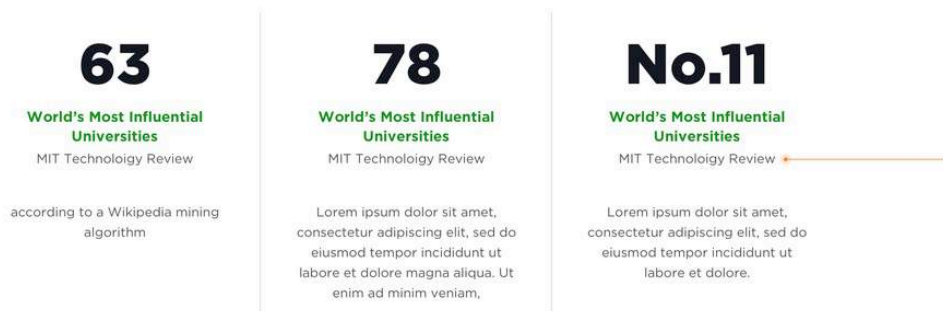 63
World's Most Influential
Universities
MIT Technoloigy Review
according to a Wikipedia mining
algorithm
78
World's Most Influential
Universities
MIT Technoloigy Review
Lorem ipsum dolor sit amet,
consectetur adipiscing elit, sed do
eiusmod tempor incididunt ut
labore et dolore magna aliqua. Ut
enim ad minim veniam,
No.11
World's Most Influential
Universities
MIT Technoloigy Review
Lorem ipsum dolor sit amet,
consectetur adipiscing elit, sed do
eiusmod tempor incididunt ut
labore et dolore.